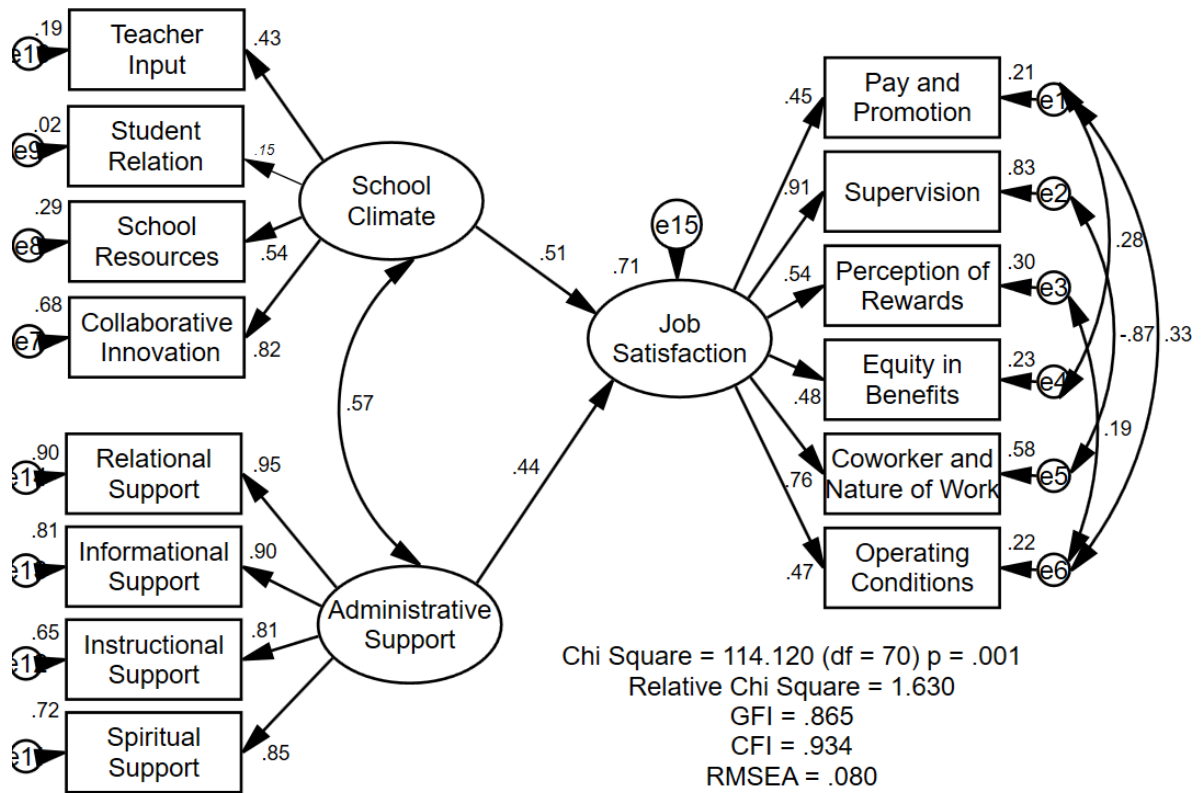 .19
e1
Teacher
Input
.43
.02
e9
Student
Relation
.15
.29
e8
School
Resources
.54
.68
e7
Collaborative
Innovation
.82
School
Climate
.57
.51
.90
e1
Relational
Support
.95
.81
e1
Informational
Support
.90
.65
e12
Instructional
Support
.81
.72
e1
Spiritual
Support
.85
Administrative
Support
.44
e15
.71
Job
Satisfaction
.45
Pay and
Promotion
.21
e1
.91
Supervision
.83
e2
.54
Perception of
Rewards
.30
e3
.48
Equity in
Benefits
.23
e4
.76
Coworker and
Nature of Work
.58
e5
.47
Operating
Conditions
.22
e6
.28
-.87
.33
.19
Chi Square = 114.120 (df = 70) p = .001
Relative Chi Square = 1.630
GFI = .865
CFI = .934
RMSEA = .080